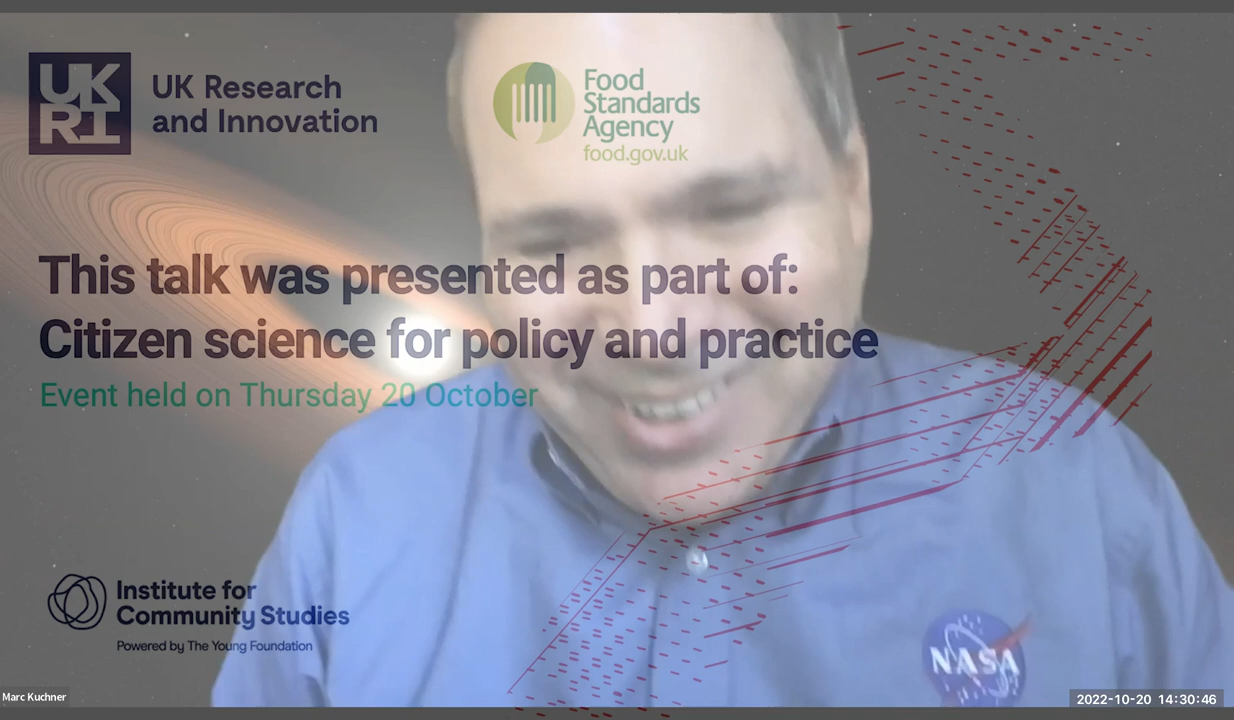 UK
RI
UK Research
and Innovation
Food
Standards
Agency
food.gov.uk
This talk was presented as part of:
Citizen science for policy and practice
Event held on Thursday 20 October
Institute for
Community Studies
Powered by The Young Foundation
NASA
Marc Kuchner
2022-10-20 14:30:46